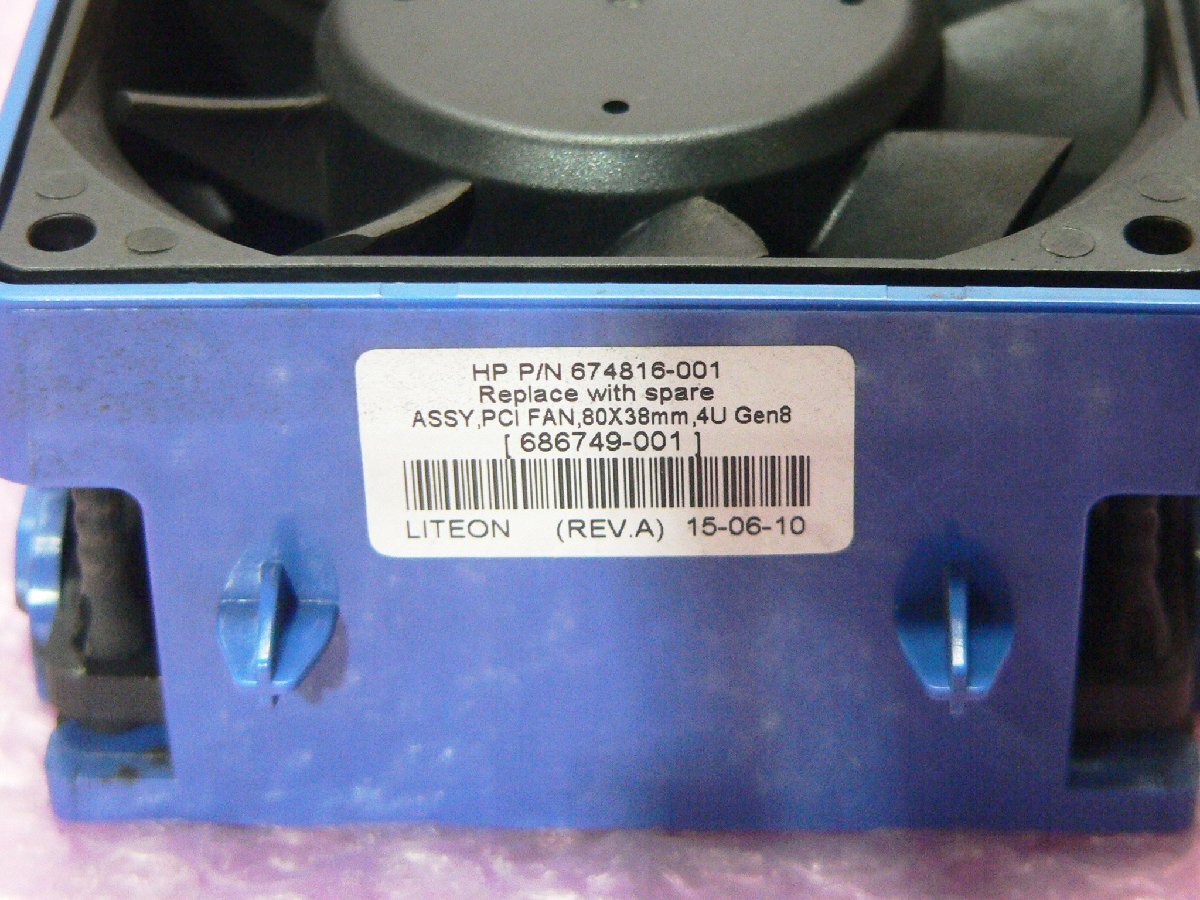 HP P/N 674816-001
Replace with spare
ASSY,PCI FAN,80X38mm,4U Gen8
[ 686749-001 ]
LITEON (REV.A) 15-06-10